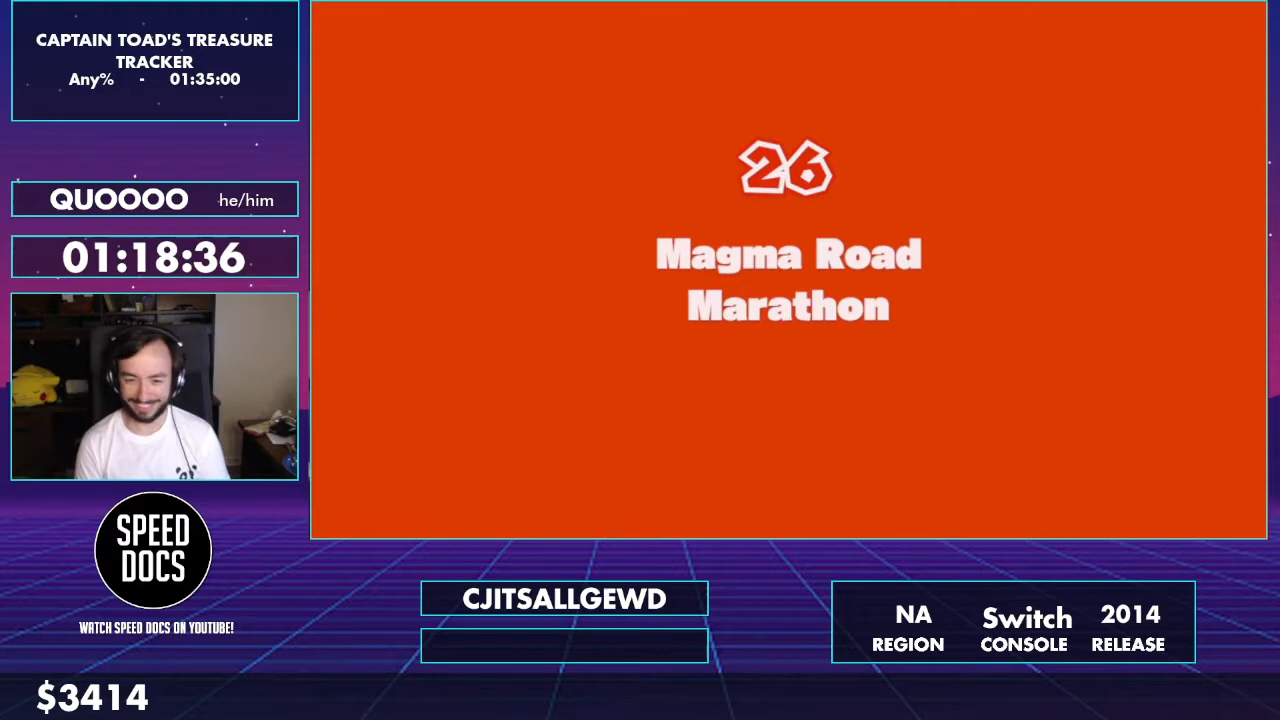 CAPTAIN TOAD'S TREASURE
TRACKER
Any% - 01:35:00
QUOOOO he/him
01:18:36
SPEED
DOCS
WATCH SPEED DOCS ON YOUTUBE!
26
Magma Road
Marathon
CJITSALLGEWD
NA Switch 2014
REGION CONSOLE RELEASE
$3414